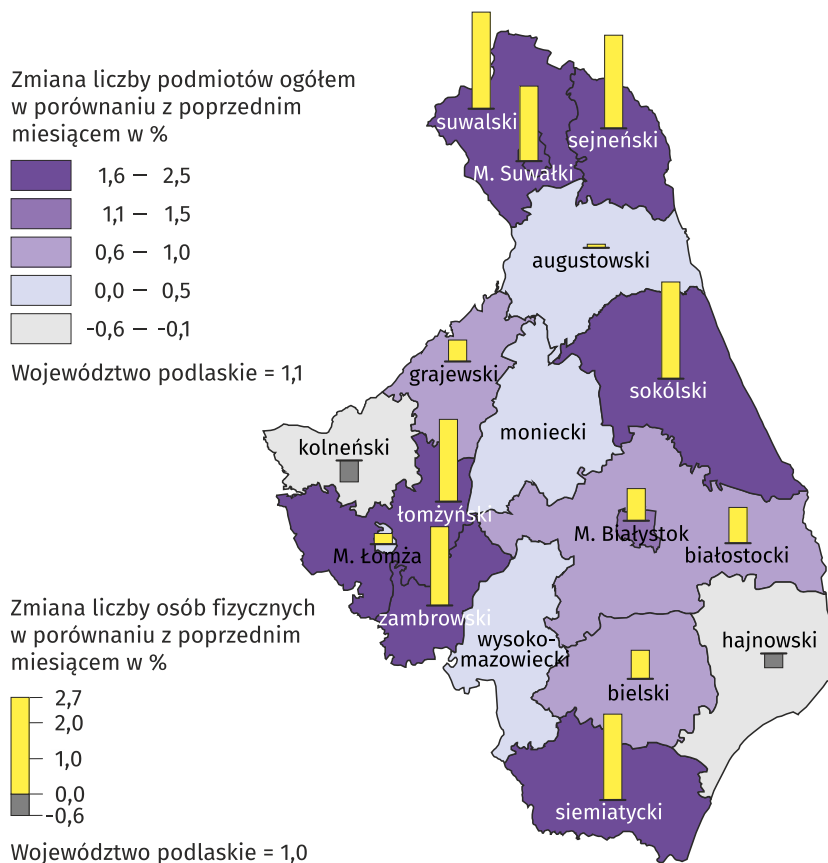 Zmiana liczby podmiotów ogółem
w porównaniu z poprzednim
miesiącem w %
1,6 – 2,5
1,1 – 1,5
0,6 – 1,0
0,0 – 0,5
-0,6 – -0,1
Województwo podlaskie = 1,1
suwalski
sejneński
M. Suwałki
augustowski
grajewski
sokólski
kolneński
moniecki
łomżyński
M. Łomża
M. Białystok
białostocki
zambrowski
wysoko-
mazowiecki
hajnowski
bielski
siemiatycki
Zmiana liczby osób fizycznych
w porównaniu z poprzednim
miesiącem w %
2,7
2,0
1,0
0,0
-0,6
Województwo podlaskie = 1,0